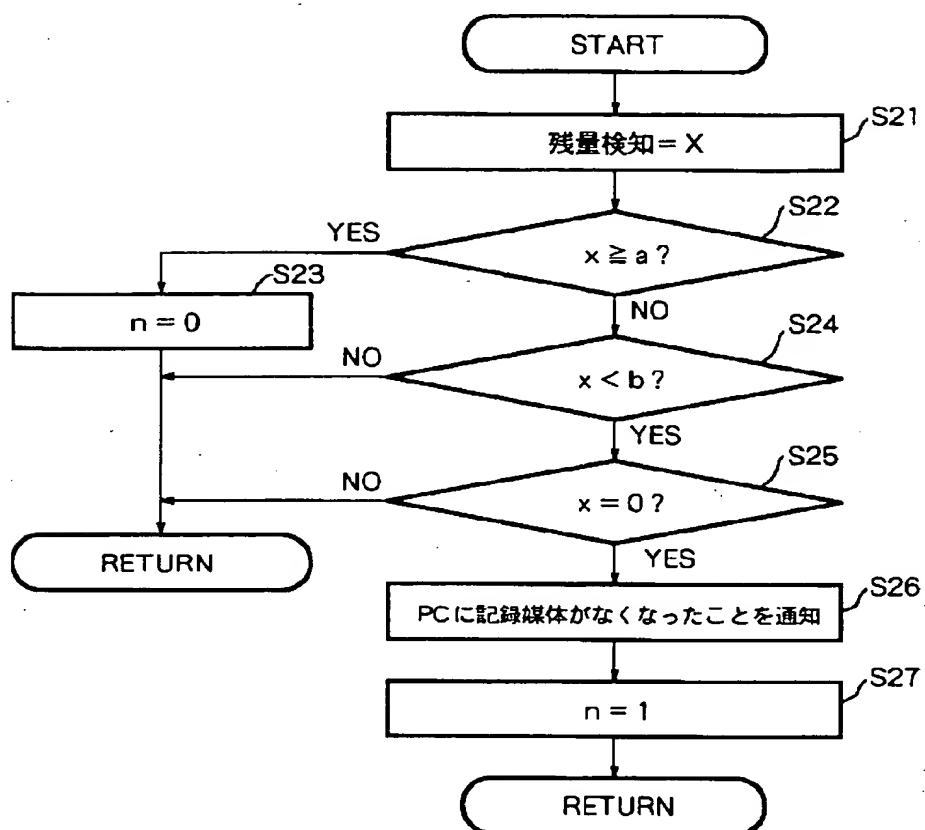 START
S21
残量検知＝X
S22
YES
x ≧ a ?
S23
n = 0
NO
S24
NO
x < b ?
YES
S25
NO
x = 0 ?
RETURN
YES
S26
PCに記録媒体がなくなったことを通知
S27
n = 1
RETURN